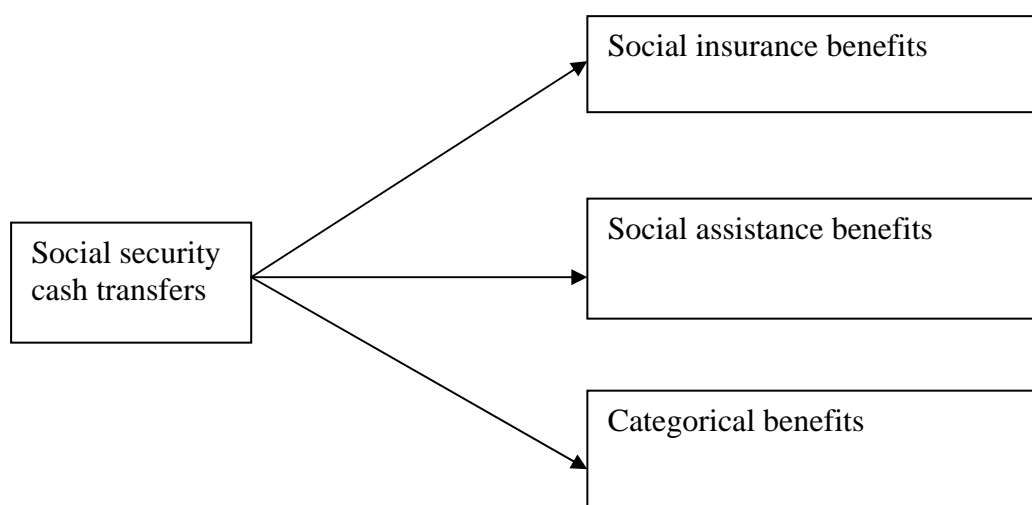 Social insurance benefits
Social assistance benefits
Social security
cash transfers
Categorical benefits